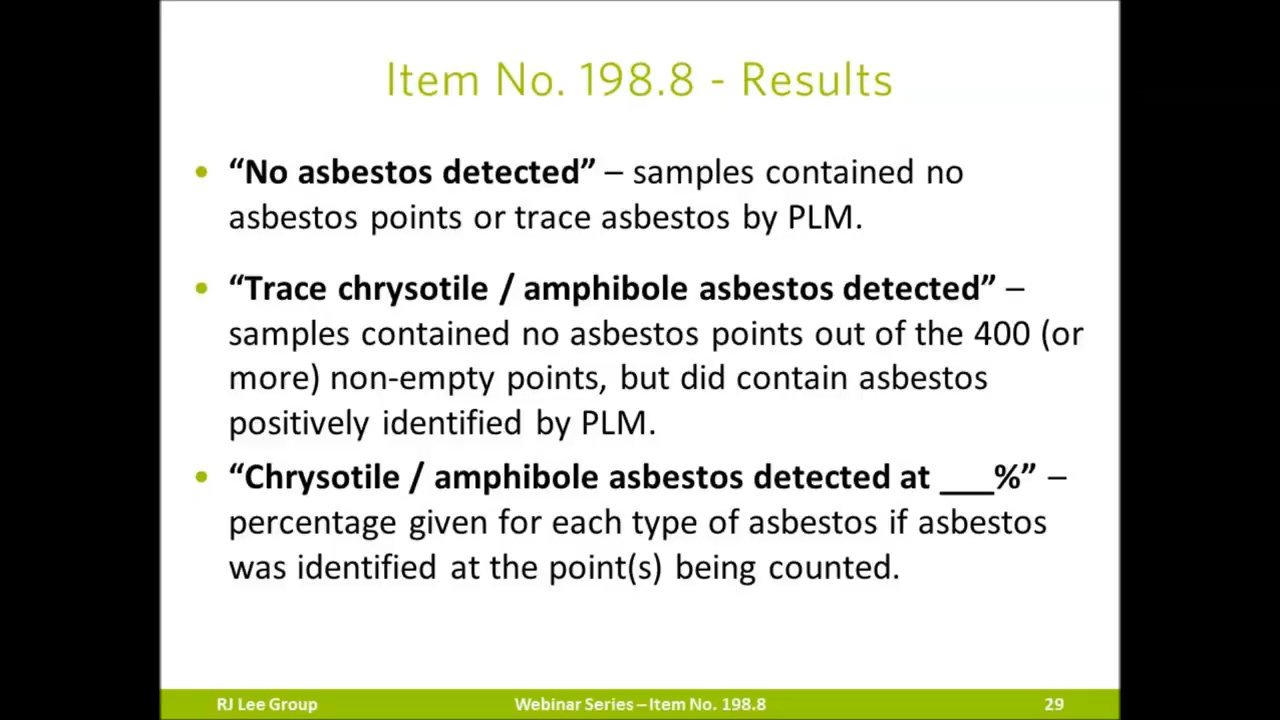 Item No. 198.8 - Results
• “No asbestos detected” – samples contained no
asbestos points or trace asbestos by PLM.
• “Trace chrysotile / amphibole asbestos detected” –
samples contained no asbestos points out of the 400 (or
more) non-empty points, but did contain asbestos
positively identified by PLM.
• “Chrysotile / amphibole asbestos detected at ___%” –
percentage given for each type of asbestos if asbestos
was identified at the point(s) being counted.
RJ Lee Group Webinar Series – Item No. 198.8 29